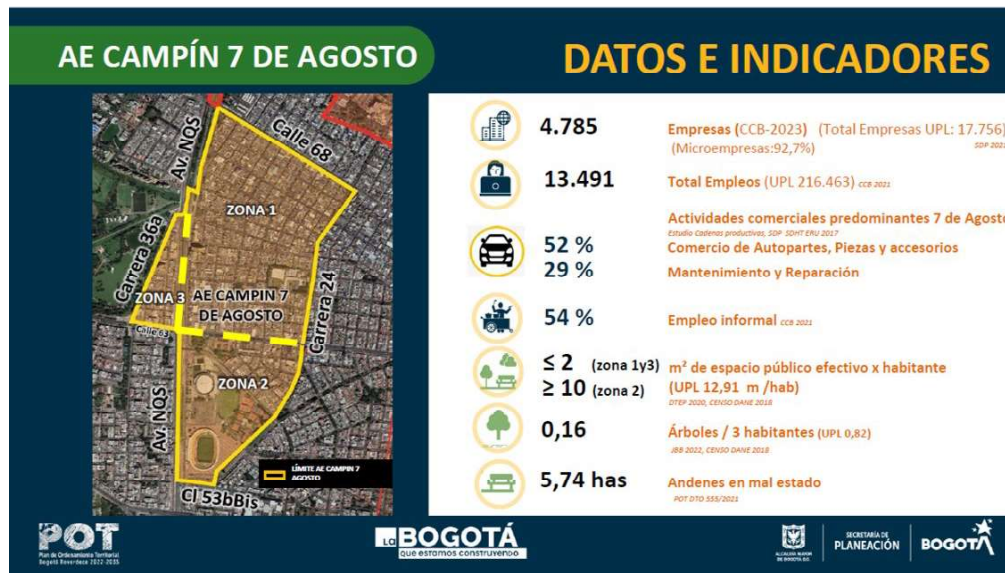 AE CAMPÍN 7 DE AGOSTO
DATOS E INDICADORES
Av. NQS
Calle 68
ZONA 1
Carrera 36a
ZONA 3
AE CAMPIN 7
DE AGOSTO
Carrera 24
Calle 63
ZONA 2
Av. NQS
LÍMITE AE CAMPIN 7
AGOSTO
Cl 53bBis
4.785 Empresas (CCB-2023) (Total Empresas UPL: 17.756)
(Microempresas:92,7%) SDP 2021
13.491 Total Empleos (UPL 216.463) CCB 2021
Actividades comerciales predominantes 7 de Agosto
Estudio Cadenas productivas, SDP SDHT ERU 2017
52 % Comercio de Autopartes, Piezas y accesorios
29 % Mantenimiento y Reparación
54 % Empleo informal CCB 2021
≤ 2 (zona 1y3) m² de espacio público efectivo x habitante
≥ 10 (zona 2) (UPL 12,91 m /hab)
DTEP 2020, CENSO DANE 2018
0,16 Árboles / 3 habitantes (UPL 0,82)
JBB 2022, CENSO DANE 2018
5,74 has Andenes en mal estado
POT DTO 555/2021
POT
Plan de Ordenamiento Territorial
Bogotá Reverdece 2022-2035
LA BOGOTÁ
que estamos construyendo
ALCALDÍA MAYOR
DE BOGOTÁ D.C.
SECRETARÍA DE
PLANEACIÓN
BOGOTÁ